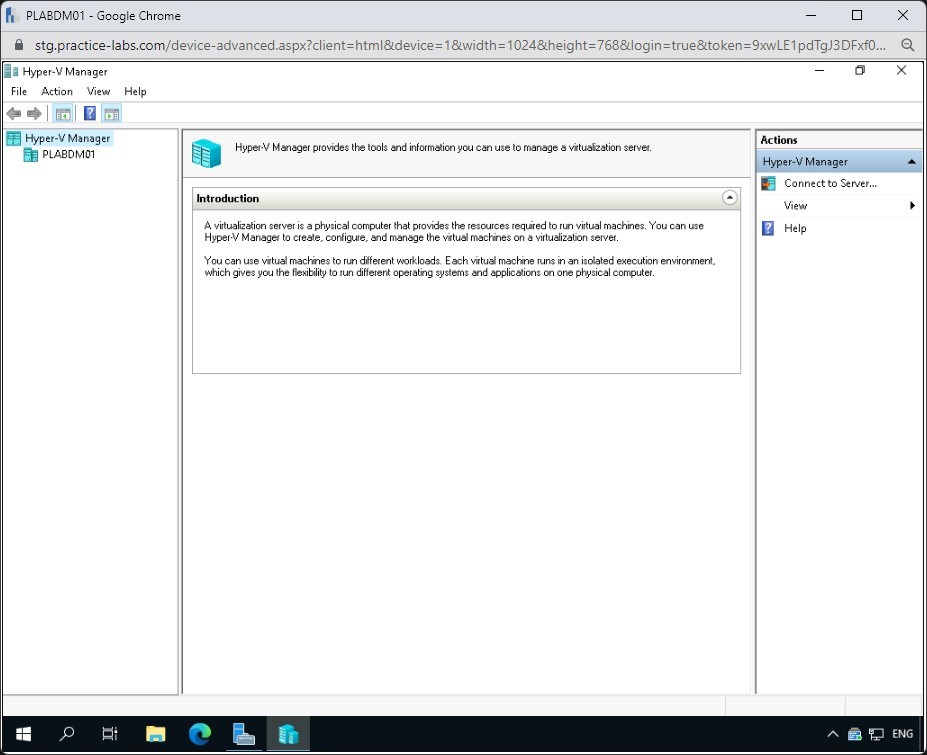 PLABDM01 - Google Chrome
stg.practice-labs.com/device-advanced.aspx?client=html&device=1&width=1024&height=768&login=true&token=9xwLE1pdTgJ3DFxf0...
Hyper-V Manager
File Action View Help
Hyper-V Manager
PLABDM01
Hyper-V Manager provides the tools and information you can use to manage a virtualization server.
Introduction
A virtualization server is a physical computer that provides the resources required to run virtual machines. You can use
Hyper-V Manager to create, configure, and manage the virtual machines on a virtualization server.
You can use virtual machines to run different workloads. Each virtual machine runs in an isolated execution environment,
which gives you the flexibility to run different operating systems and applications on one physical computer.
Actions
Hyper-V Manager
Connect to Server...
View
Help
ENG